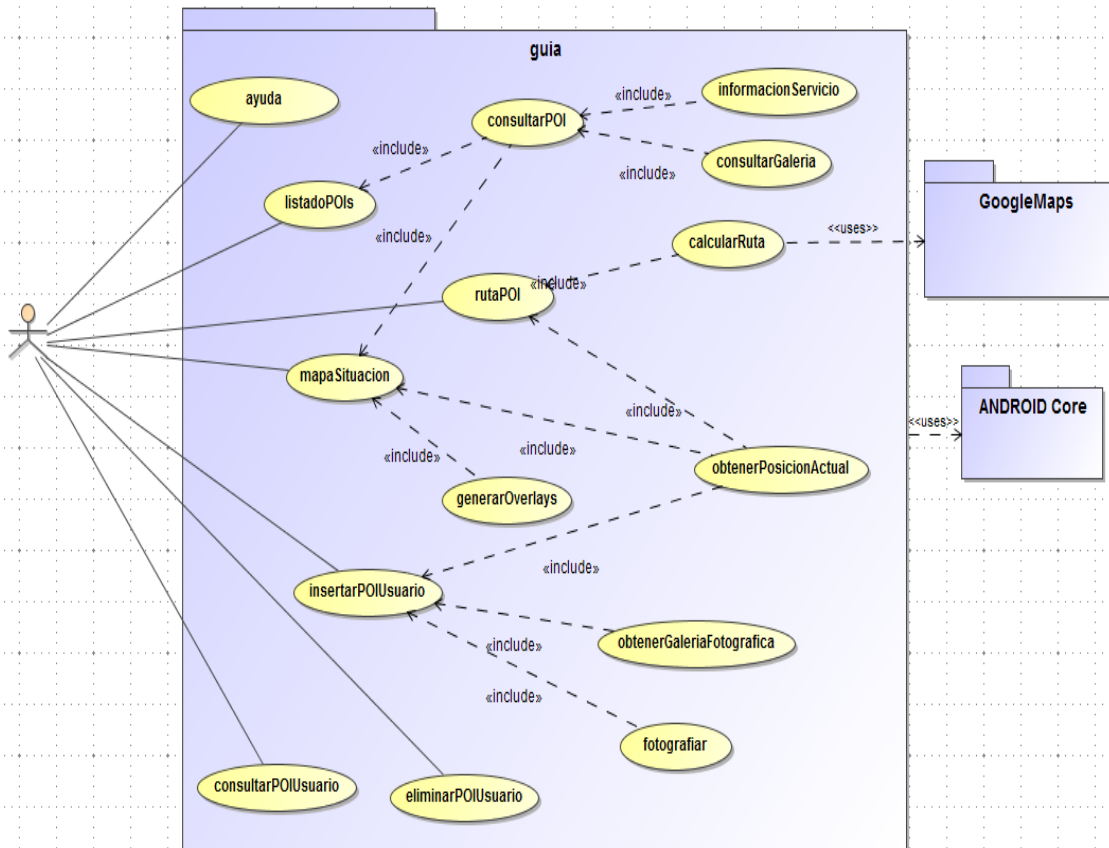 guia
ayuda
informacionServicio
«include»
consultarPOI
«include»
consultarGaleria
«include»
listadoPOIs
«include»
GoogleMaps
calcularRuta
<<uses>>
rutaPOI
«include»
mapaSituacion
ANDROID Core
<<uses>>
«include»
«include»
«include»
obtenerPosicionActual
generarOverlays
«include»
insertarPOIUsuario
obtenerGaleriaFotografica
«include»
«include»
fotografiar
consultarPOIUsuario
eliminarPOIUsuario